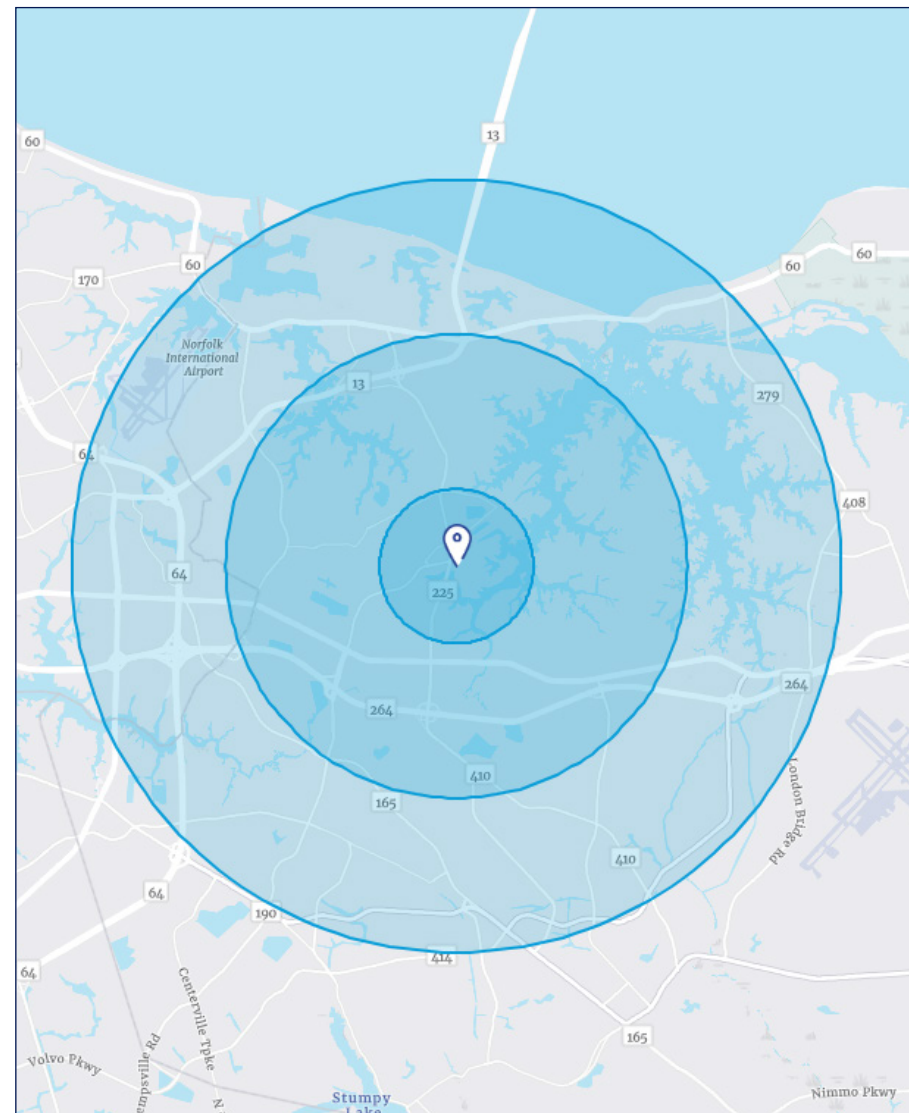 13
60
60
60
60
170
Norfolk
International
Airport
13
279
64
408
64
225
264
264
410
165
London Bridge
Rd
410
64
190
414
64
Centerville Tpke
165
Volvo Pkwy
Nimmo Pkwy
Stumpy
Lake